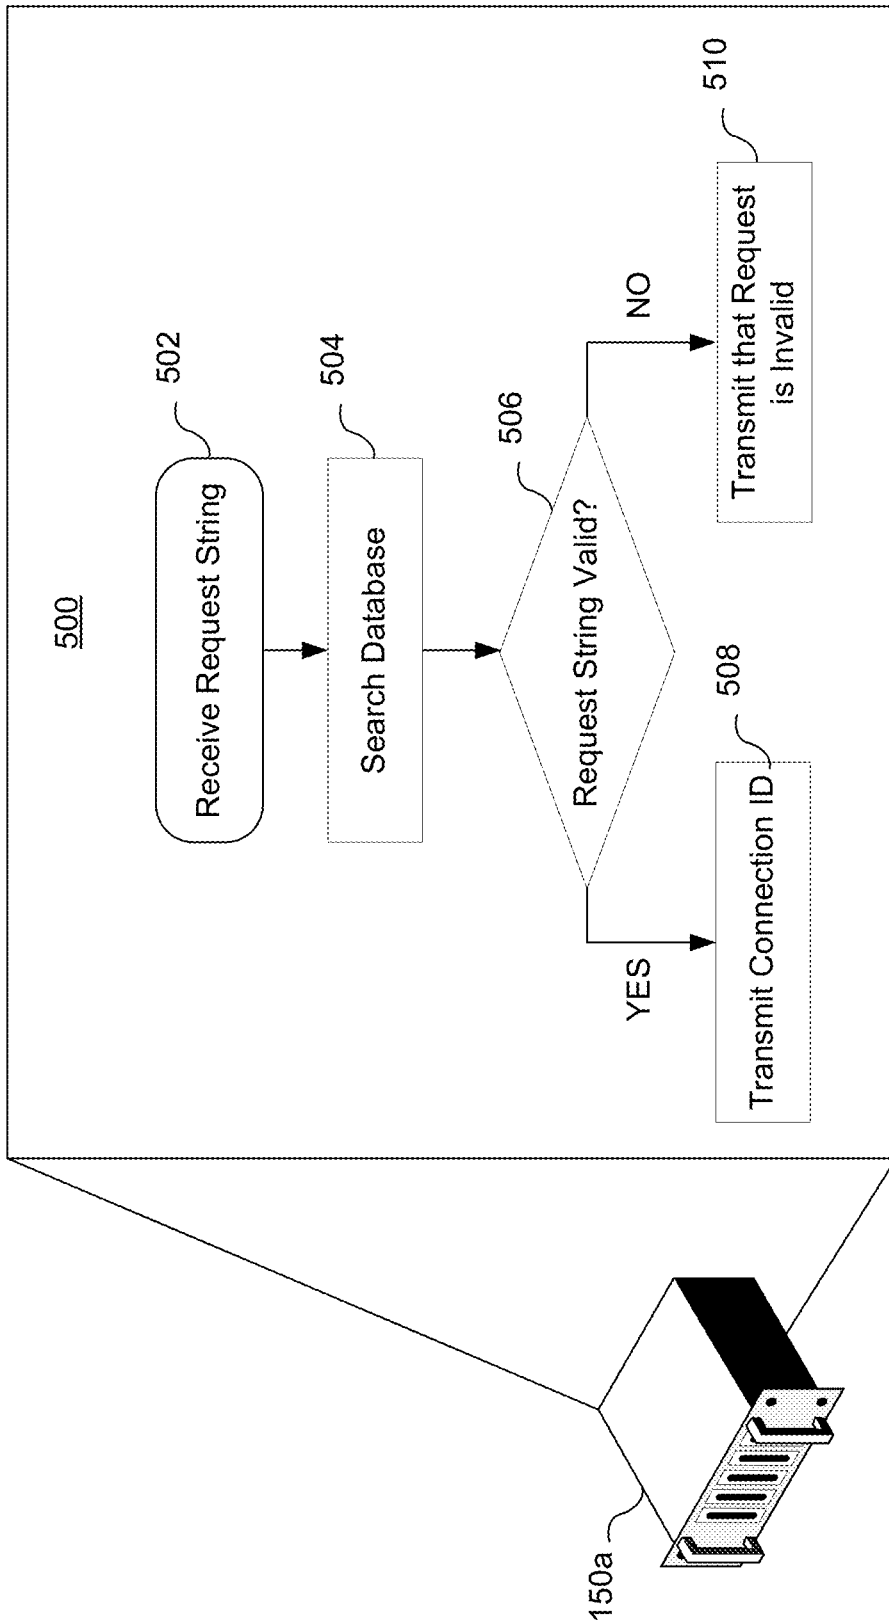 500
Receive Request String
502
Search Database
504
Request String Valid?
506
YES
NO
Transmit Connection ID
508
Transmit that Request
is Invalid
510
150a